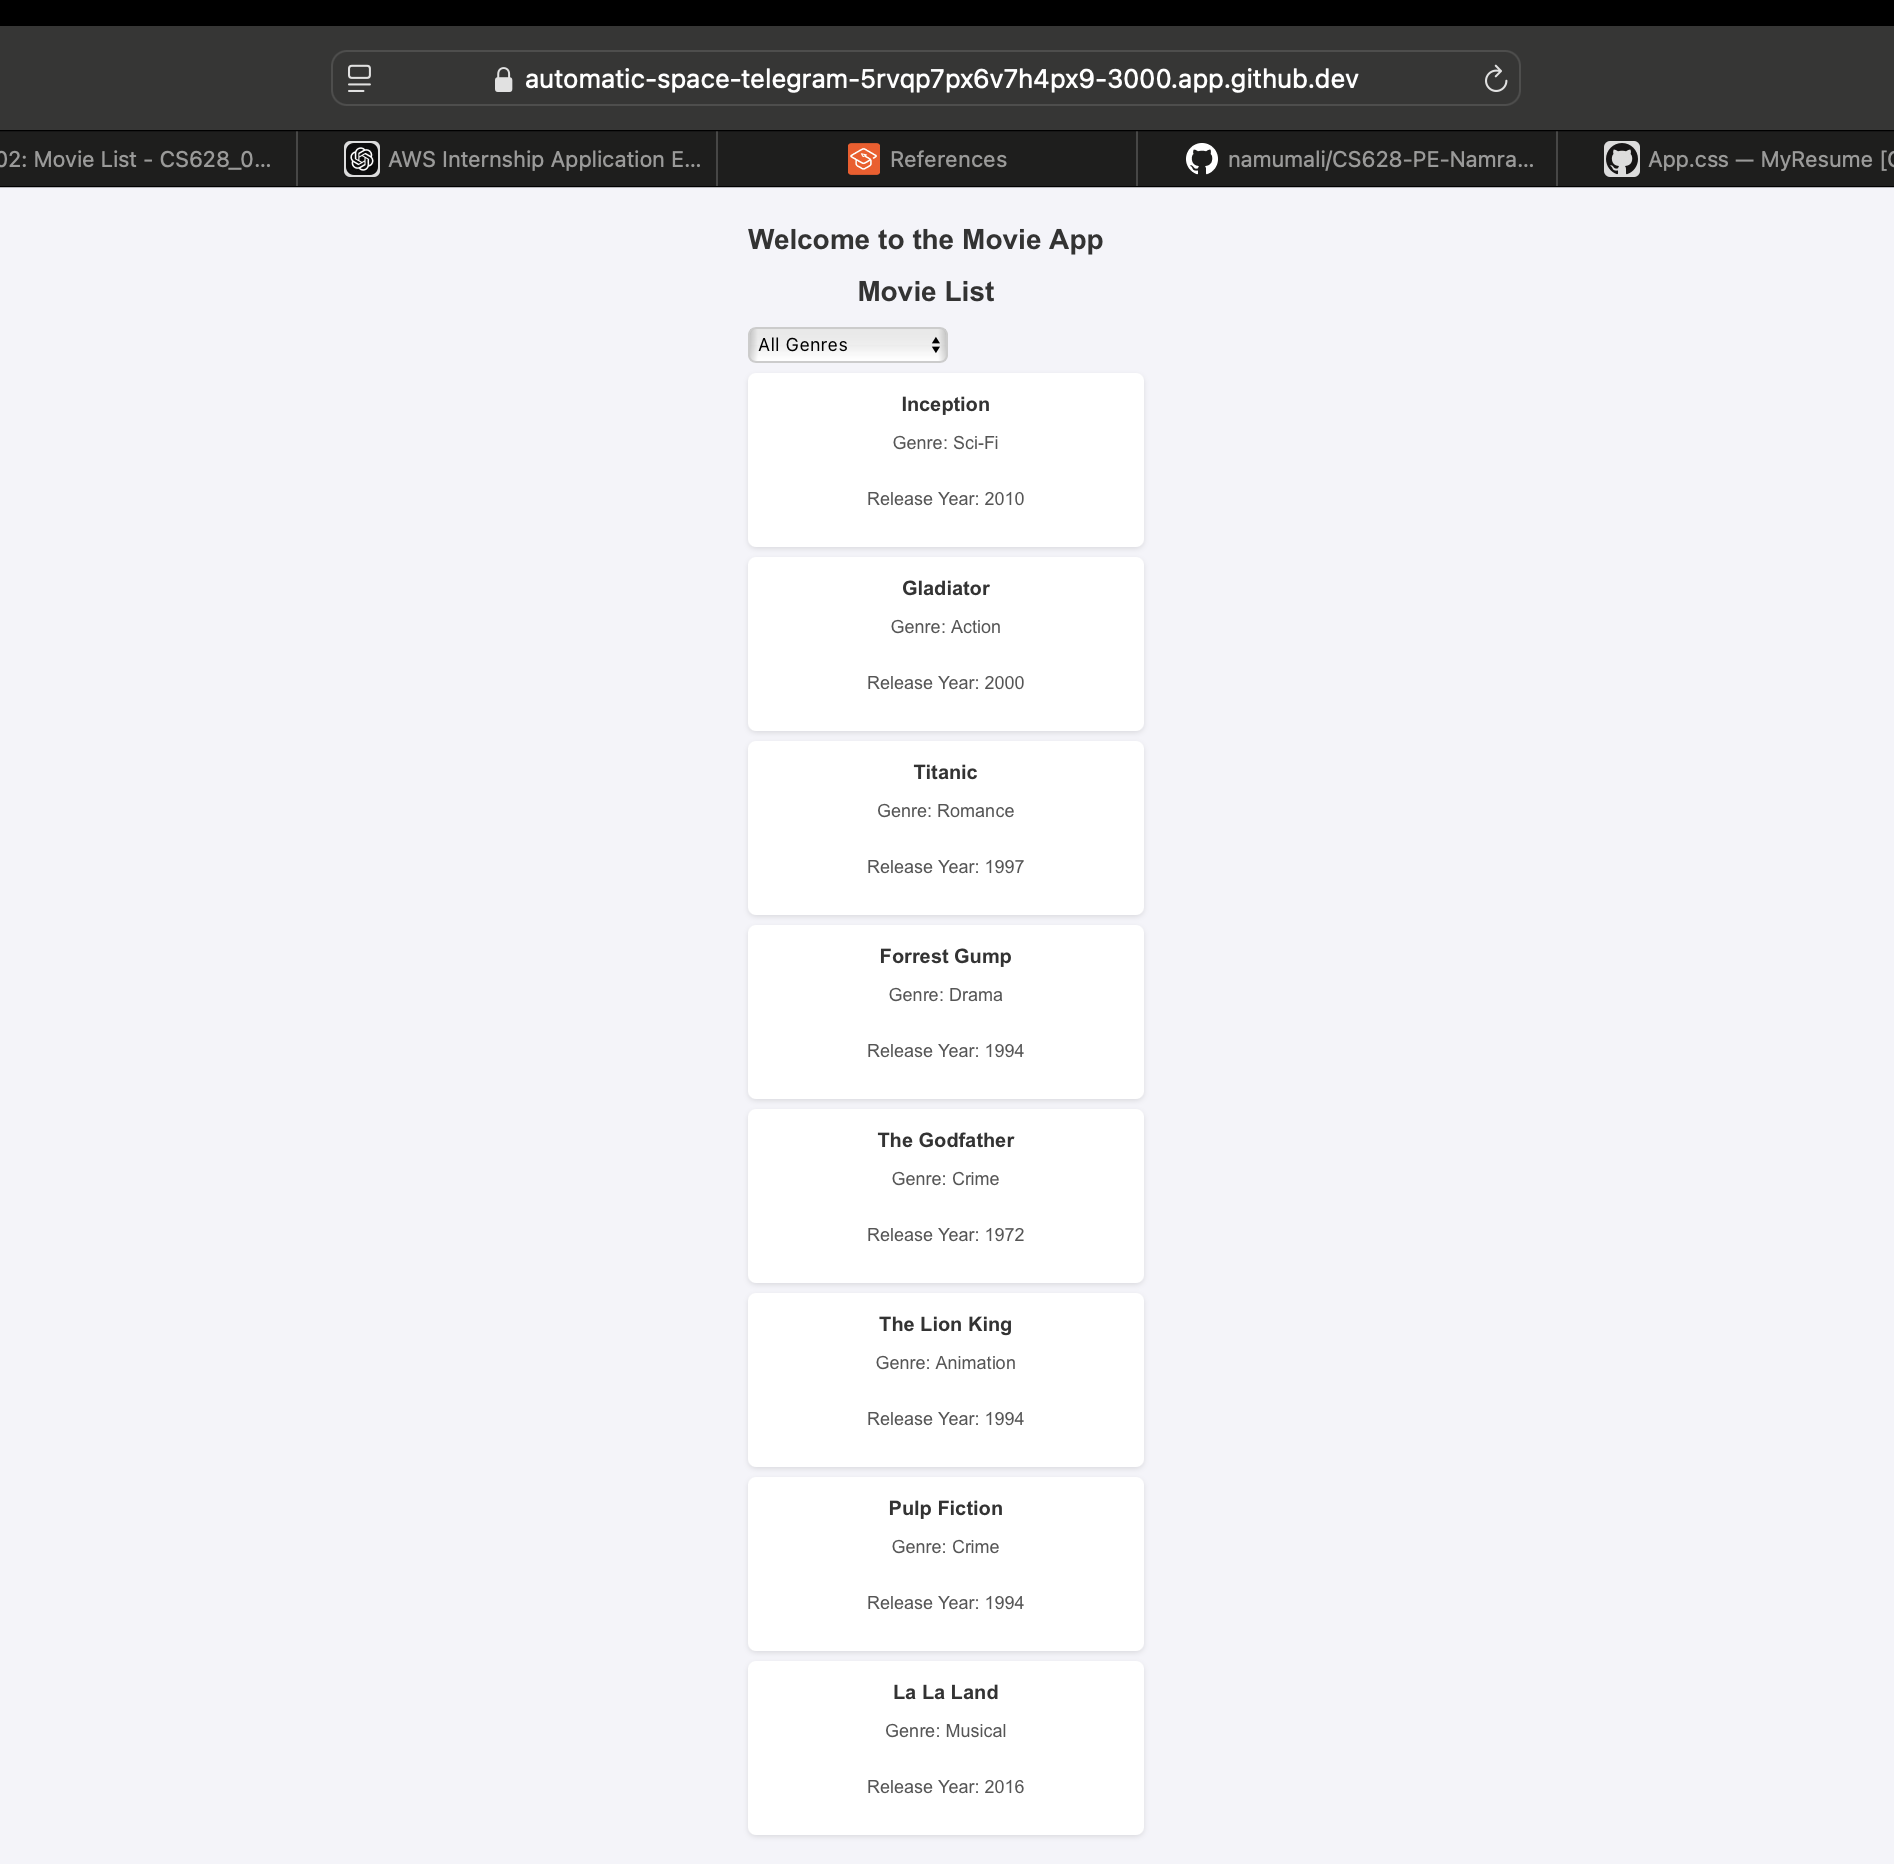 automatic-space-telegram-5rvqp7px6v7h4px9-3000.app.github.dev
02: Movie List - CS628_0...
AWS Internship Application E...
References
namumali/CS628-PE-Namra...
App.css — MyResume [
Welcome to the Movie App
Movie List
All Genres
Inception
Genre: Sci-Fi
Release Year: 2010
Gladiator
Genre: Action
Release Year: 2000
Titanic
Genre: Romance
Release Year: 1997
Forrest Gump
Genre: Drama
Release Year: 1994
The Godfather
Genre: Crime
Release Year: 1972
The Lion King
Genre: Animation
Release Year: 1994
Pulp Fiction
Genre: Crime
Release Year: 1994
La La Land
Genre: Musical
Release Year: 2016